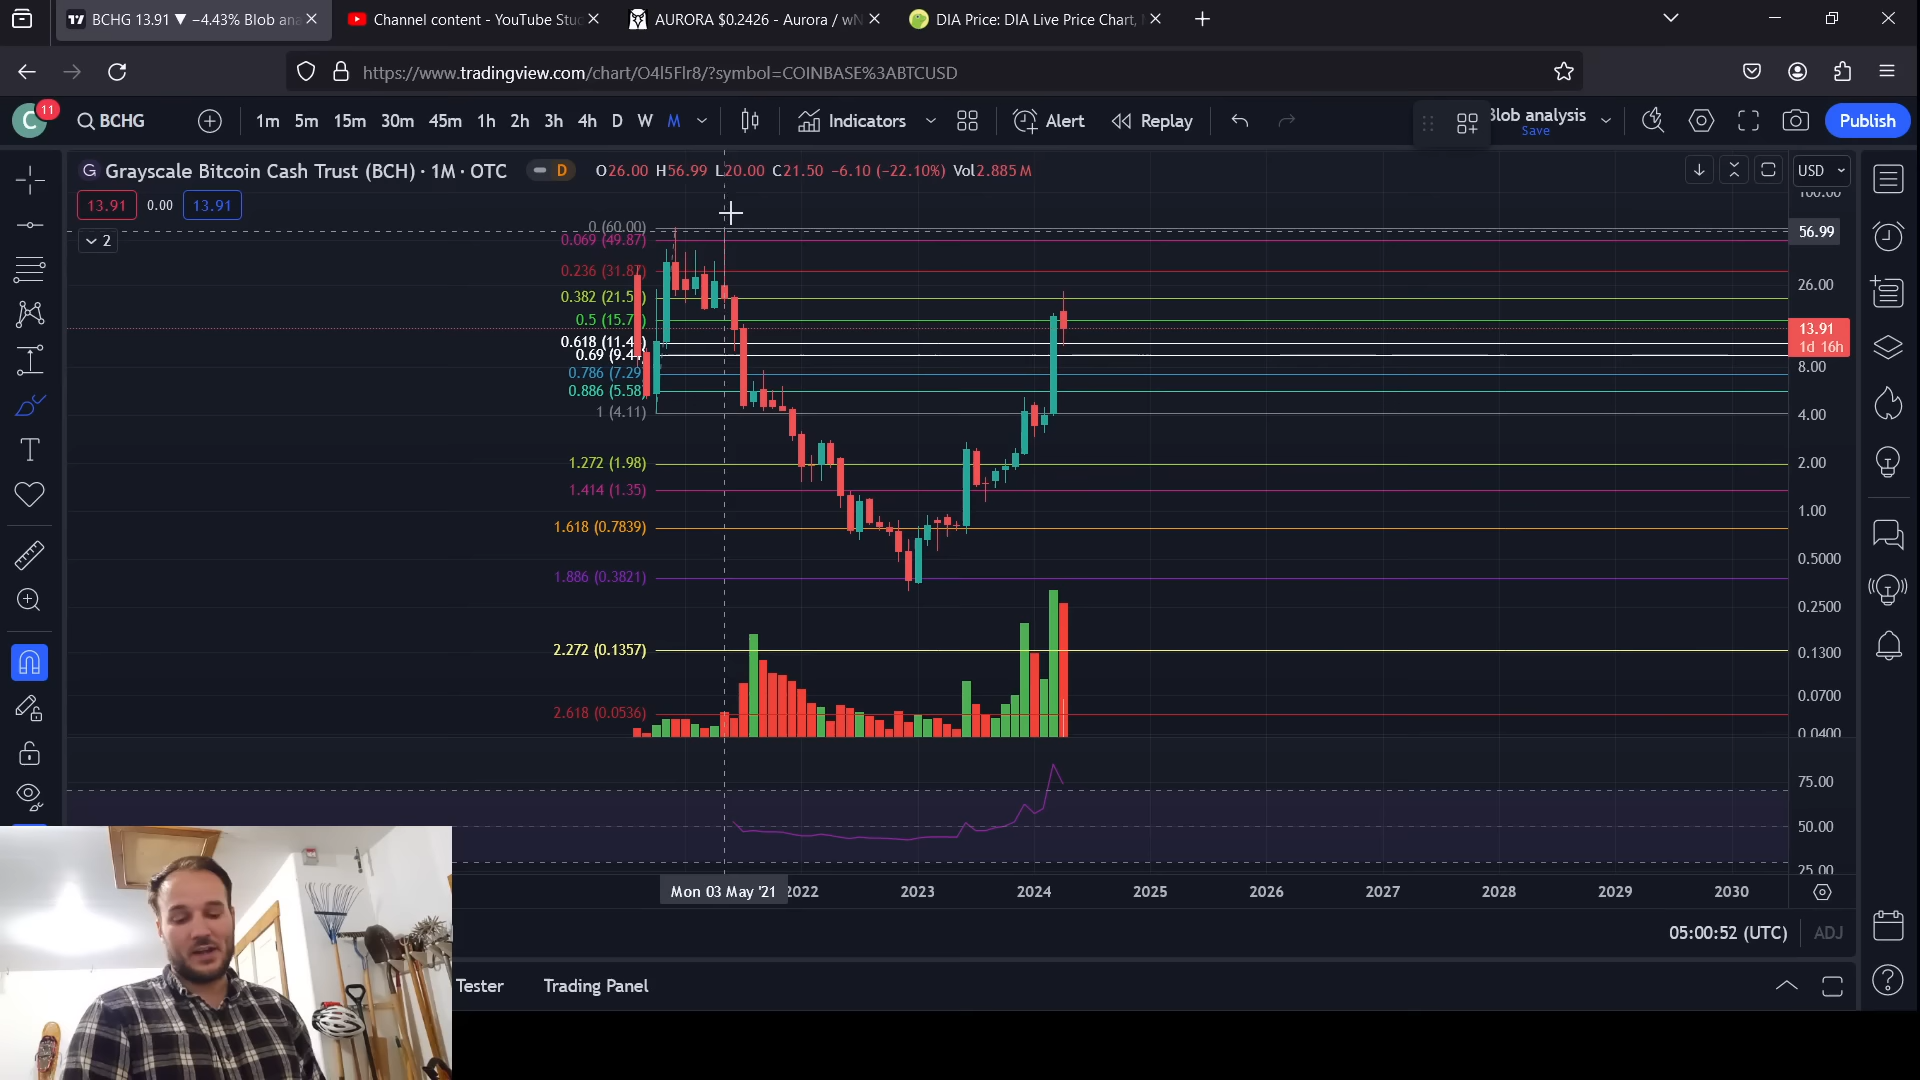 BCHG 13.91 ▼ −4.43% Blob ana
Channel content - YouTube Stu
AURORA $0.2426 - Aurora / wN
DIA Price: DIA Live Price Chart,
https://www.tradingview.com/chart/O4l5Flr8/?symbol=COINBASE%3ABTCUSD
C 11
BCHG
1m 5m 15m 30m 45m 1h 2h 3h 4h D W M
Indicators
Alert
Replay
Blob analysis
Save
Publish
G Grayscale Bitcoin Cash Trust (BCH) · 1M · OTC D O26.00 H56.99 L20.00 C21.50 −6.10 (−22.10%) Vol2.885 M
USD
13.91 0.00 13.91
2
100.00
56.99
26.00
13.91
1d 16h
8.00
4.00
2.00
1.00
0.5000
0.2500
0.1300
0.0700
0.0400
75.00
50.00
25.00
0 (60.00)
0.069 (49.87)
0.236 (31.87)
0.382 (21.5
0.5 (15.7
0.618 (11.4
0.69 (9.4
0.786 (7.29
0.886 (5.58
1 (4.11)
1.272 (1.98)
1.414 (1.35)
1.618 (0.7839)
1.886 (0.3821)
2.272 (0.1357)
2.618 (0.0536)
Mon 03 May '21 2022 2023 2024 2025 2026 2027 2028 2029 2030
05:00:52 (UTC) ADJ
Tester Trading Panel